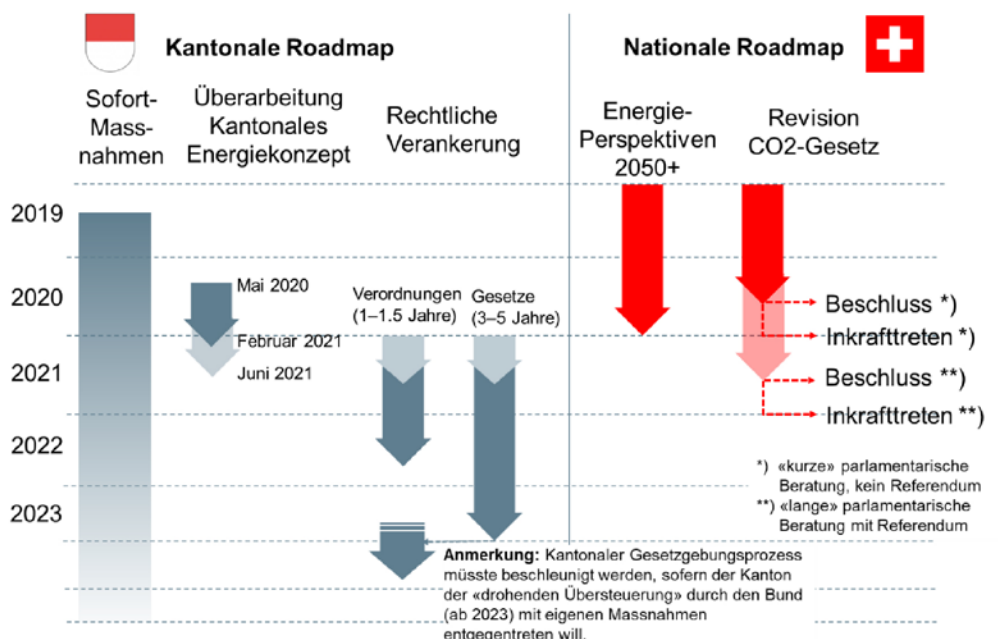 Kantonale Roadmap
Nationale Roadmap
Sofort-
Mass-
nahmen
Überarbeitung
Kantonales
Energiekonzept
Rechtliche
Verankerung
Energie-
Perspektiven
2050+
Revision
CO2-Gesetz
2019
2020
2021
2022
2023
Mai 2020
Februar 2021
Juni 2021
Verordnungen
(1–1.5 Jahre)
Gesetze
(3–5 Jahre)
Beschluss *)
Inkrafttreten *)
Beschluss **)
Inkrafttreten **)
*) «kurze» parlamentarische
Beratung, kein Referendum
**) «lange» parlamentarische
Beratung mit Referendum
Anmerkung: Kantonaler Gesetzgebungsprozess
müsste beschleunigt werden, sofern der Kanton
der «drohenden Übersteuerung» durch den Bund
(ab 2023) mit eigenen Massnahmen
entgegentreten will.